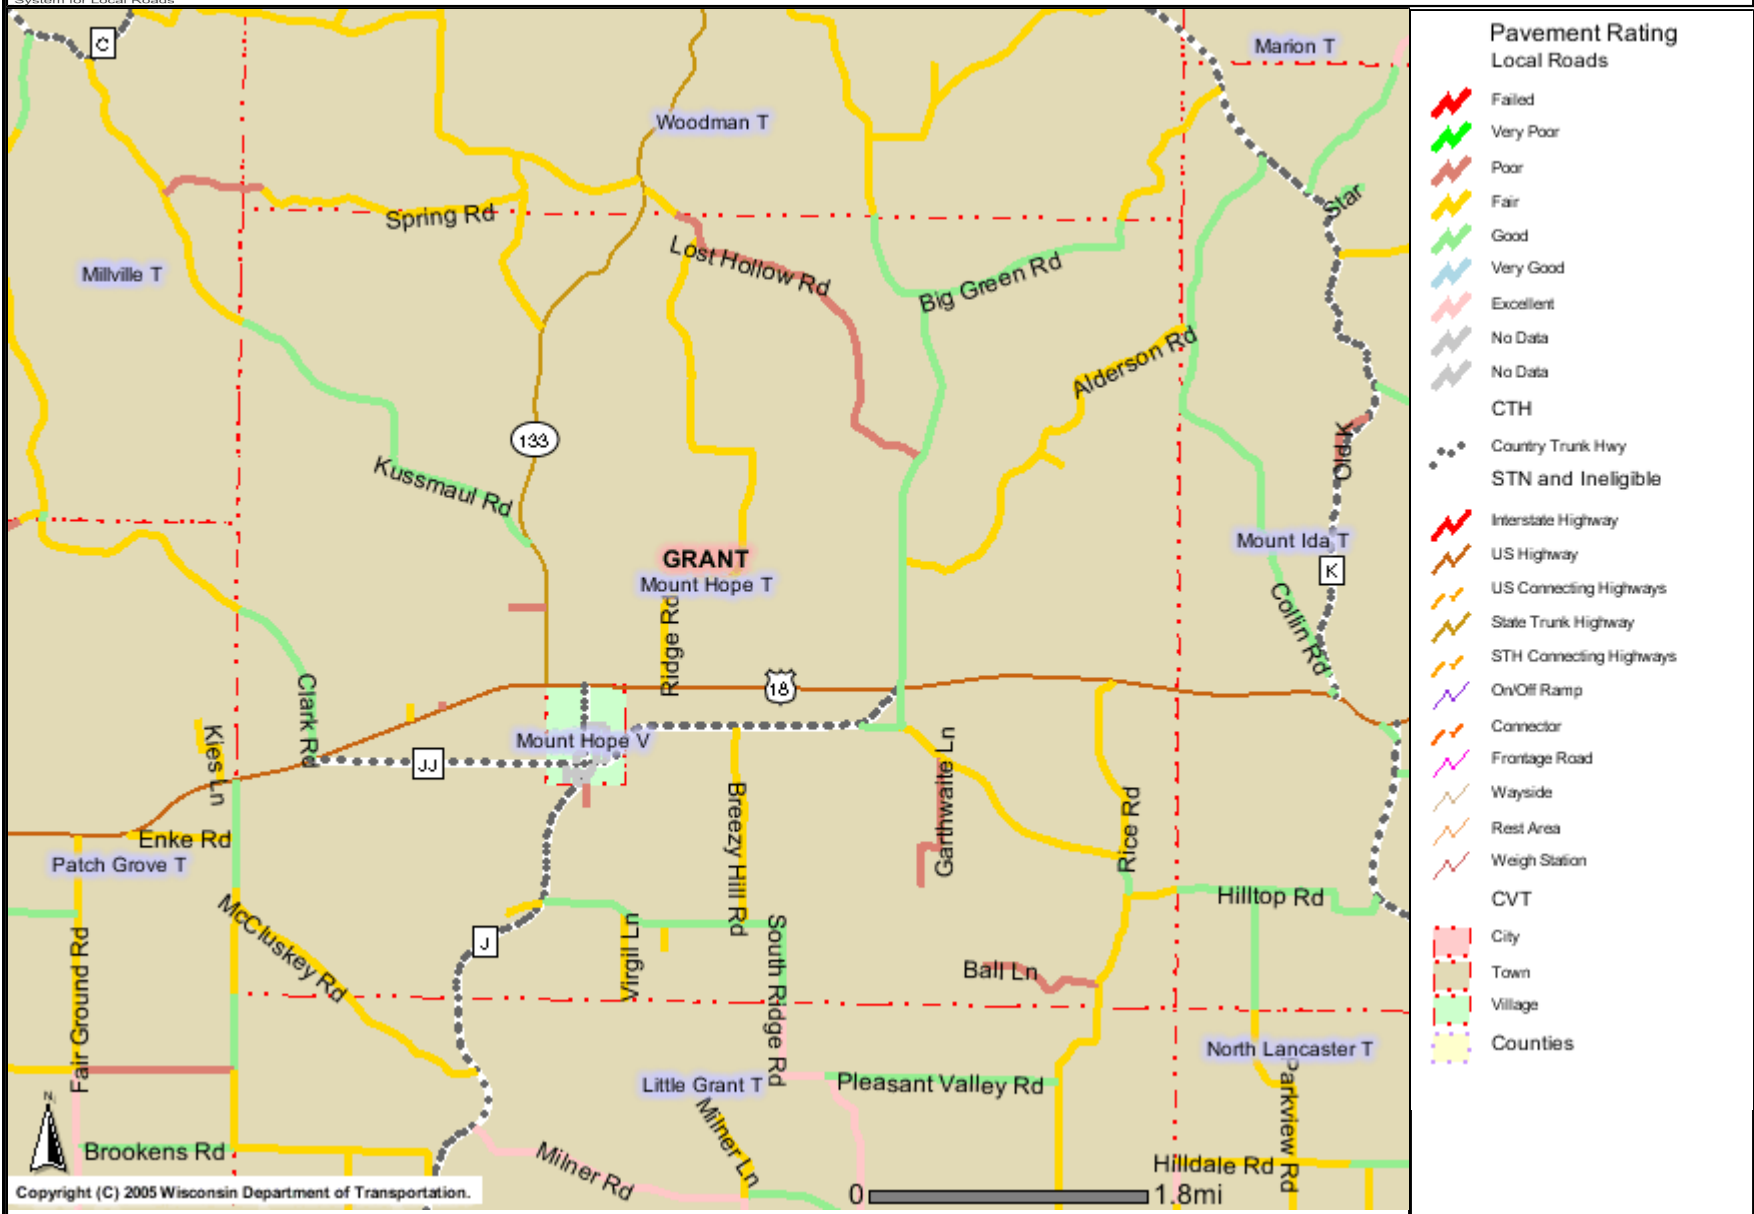 System for Local Roads
C
Marion T
Woodman T
Star
Spring Rd
Lost Hollow Rd
Millville T
Big Green Rd
Alderson Rd
133
Old K
Kussmaul Rd
GRANT
Mount Hope T
Mount Ida T
K
Ridge Rd
Collin Rd
Clark Rd
18
Kies Ln
Mount Hope V
JJ
Breezy Hill Rd
Garthwaite Ln
Rice Rd
Enke Rd
Patch Grove T
McCluskey Rd
Hilltop Rd
J
Virgil Ln
South Ridge Rd
Ball Ln
Fair Ground Rd
North Lancaster T
Little Grant T
Pleasant Valley Rd
Parkview Rd
N
Milner Ln
Brookens Rd
Milner Rd
Hilldale Rd
Copyright (C) 2005 Wisconsin Department of Transportation.
0 1.8mi
Pavement Rating
Local Roads
Failed
Very Poor
Poor
Fair
Good
Very Good
Excellent
No Data
No Data
CTH
Country Trunk Hwy
STN and Ineligible
Interstate Highway
US Highway
US Connecting Highways
State Trunk Highway
STH Connecting Highways
On/Off Ramp
Connector
Frontage Road
Wayside
Rest Area
Weigh Station
CVT
City
Town
Village
Counties